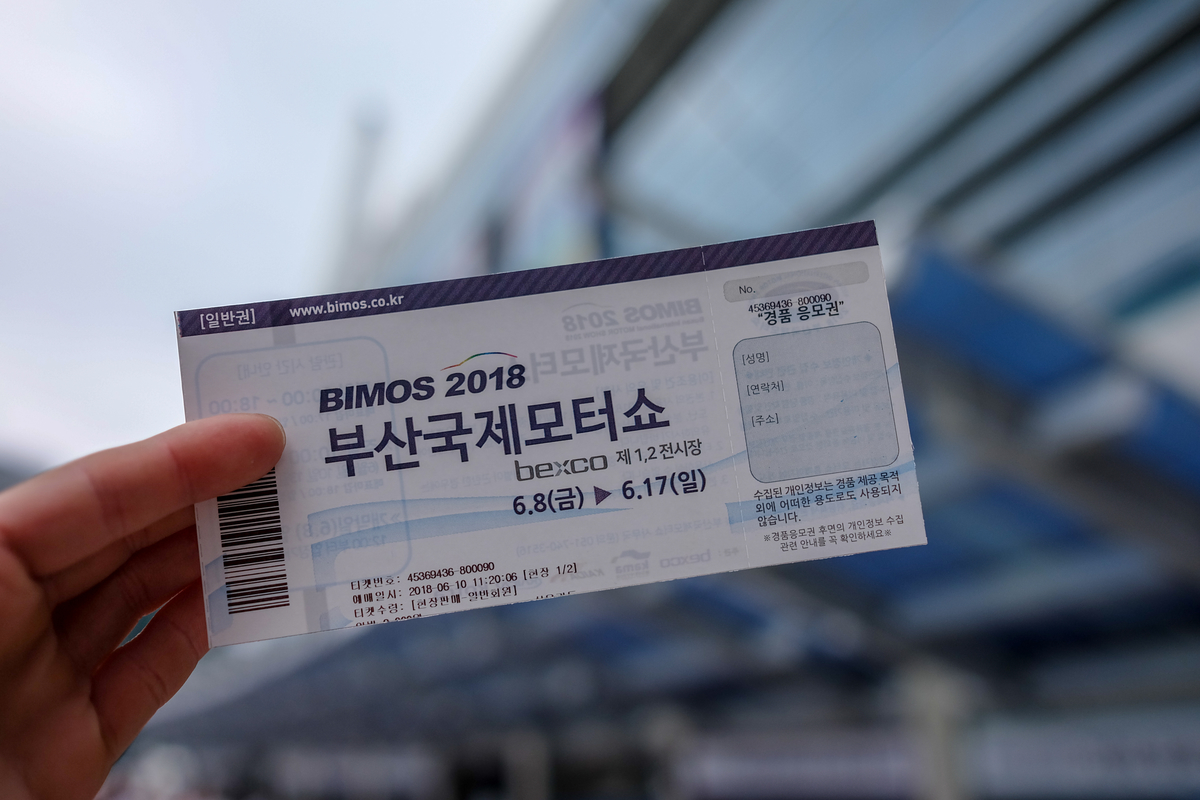 [일반권] www.bimos.co.kr
BIMOS 2018
부산국제모터쇼
bexco 제 1,2 전시장
6.8(금) ▶ 6.17(일)
티켓번호: 45369436-800090
예매일시: 2018-06-10 11:20:06 [현장 1/2]
티켓수령: [현장판매-일반회원]
No.
45369436-800090
“경품 응모권”
[성명]
[연락처]
[주소]
수집된 개인정보는 경품 제공 목적
외에 어떠한 용도로도 사용되지
않습니다.
※경품응모권 후면의 개인정보 수집
관련 안내를 꼭 확인하세요※